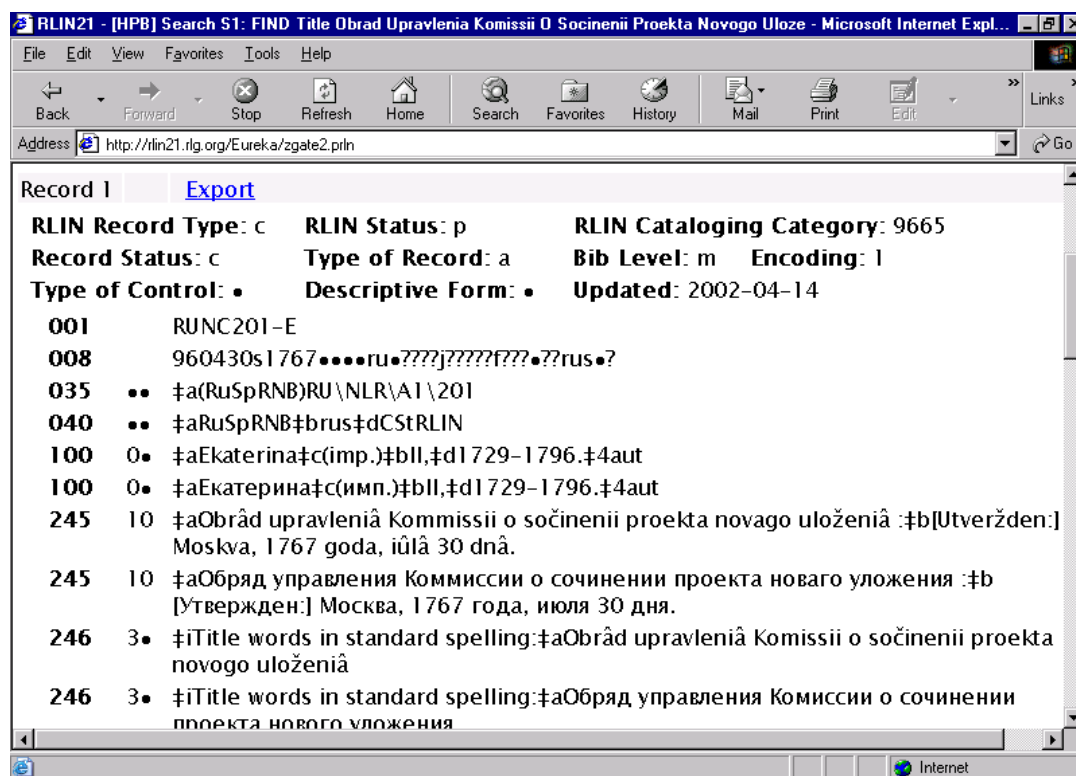 RLIN21 - [HPB] Search S1: FIND Title Obrad Upravlenia Komissii O Socinenii Proekta Novogo Uloze - Microsoft Internet Expl...
File Edit View Favorites Tools Help
Back Forward Stop Refresh Home Search Favorites History Mail Print Edit » Links
Address http://rlin21.rlg.org/Eureka/zgate2.prln Go
Record 1 Export
RLIN Record Type: c RLIN Status: p RLIN Cataloging Category: 9665
Record Status: c Type of Record: a Bib Level: m Encoding: l
Type of Control: • Descriptive Form: • Updated: 2002-04-14
001 RUNC201-E
008 960430s1767••••ru•????j?????f???•??rus•?
035 •• ‡a(RuSpRNB)RU\NLR\A1\201
040 •• ‡aRuSpRNB‡brus‡dCStRLIN
100 0• ‡aEkaterina‡c(imp.)‡bII,‡d1729-1796.‡4aut
100 0• ‡aЕкатерина‡c(имп.)‡bII,‡d1729-1796.‡4aut
245 10 ‡aObrâd upravleniâ Kommissii o sočinenii proekta novago uloženiâ :‡b[Utveržden:]
Moskva, 1767 goda, iûlâ 30 dnâ.
245 10 ‡aОбряд управления Коммиссии о сочинении проекта новаго уложения :‡b
[Утвержден:] Москва, 1767 года, июля 30 дня.
246 3• ‡iTitle words in standard spelling:‡aObrâd upravleniâ Komissii o sočinenii proekta
novogo uloženiâ
246 3• ‡iTitle words in standard spelling:‡aОбряд управления Комиссии о сочинении
проекта нового уложения
Internet